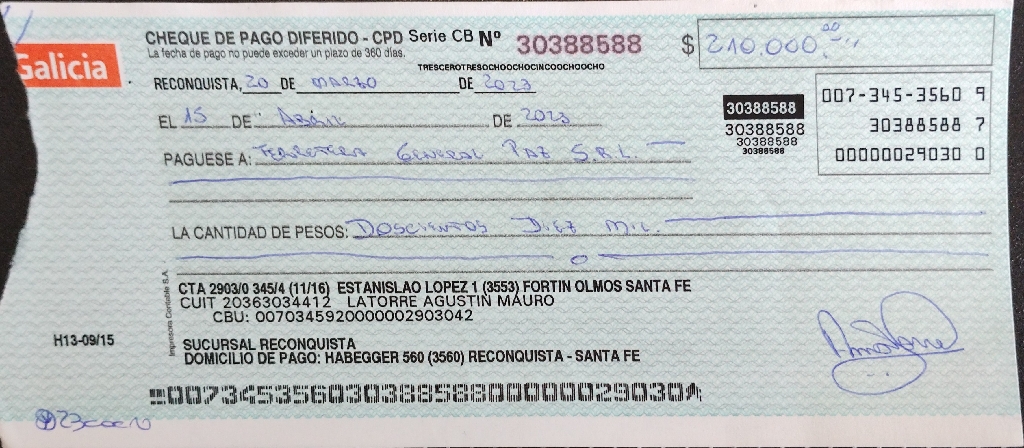 Galicia
CHEQUE DE PAGO DIFERIDO - CPD Serie CB Nº 30388588 $ 210.000,00
La fecha de pago no puede exceder un plazo de 360 días.
TRESCEROTRESOCHOOCHOCINCOOCHOOCHO
RECONQUISTA, 20 DE MARZO DE 2023
EL 15 DE ABRIL DE 2023
30388588
30388588
30388588
30388588
007-345-3560 9
30388588 7
00000029030 0
PAGUESE A: FERRETERA GENERAL PAZ S.R.L.
LA CANTIDAD DE PESOS: DOSCIENTOS DIEZ MIL
CTA 2903/0 345/4 (11/16) ESTANISLAO LOPEZ 1 (3553) FORTIN OLMOS SANTA FE
CUIT 20363034412 LATORRE AGUSTIN MAURO
CBU: 0070345920000002903042
Impresora Contable S.A.
H13-09/15
SUCURSAL RECONQUISTA
DOMICILIO DE PAGO: HABEGGER 560 (3560) RECONQUISTA - SANTA FE